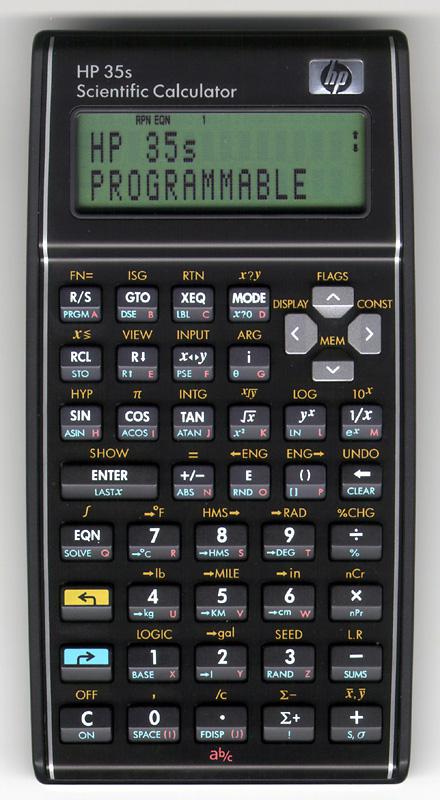 HP 35s
Scientific Calculator
hp
RPN EQN 1
HP 35s
PROGRAMMABLE
FN= ISG RTN x?y FLAGS
R/S GTO XEQ MODE
PRGM A DSE B LBL C x?0 D
DISPLAY CONST
MEM
x≶ VIEW INPUT ARG
RCL R↓ x↔y i
STO R↑ E PSE F θ G
HYP π INTG ˣ√y LOG 10ˣ
SIN COS TAN √x yˣ 1/x
ASIN H ACOS I ATAN J x² K LN L eˣ M
SHOW = ←ENG ENG→ UNDO
ENTER +/− E ( ) ←
LASTx ABS N RND O [ ] P CLEAR
∫ →°F HMS→ →RAD %CHG
EQN 7 8 9 ÷
SOLVE Q →°C R →HMS S →DEG T %
→lb →MILE →in nCr
4 5 6 ×
→kg U →KM V →cm W nPr
LOGIC →gal SEED L.R
1 2 3 −
BASE X →l Y RAND Z SUMS
OFF , /c Σ− x̄,ȳ
C 0 · Σ+ +
ON SPACE (I) FDISP (J) ! s,σ
ab/c